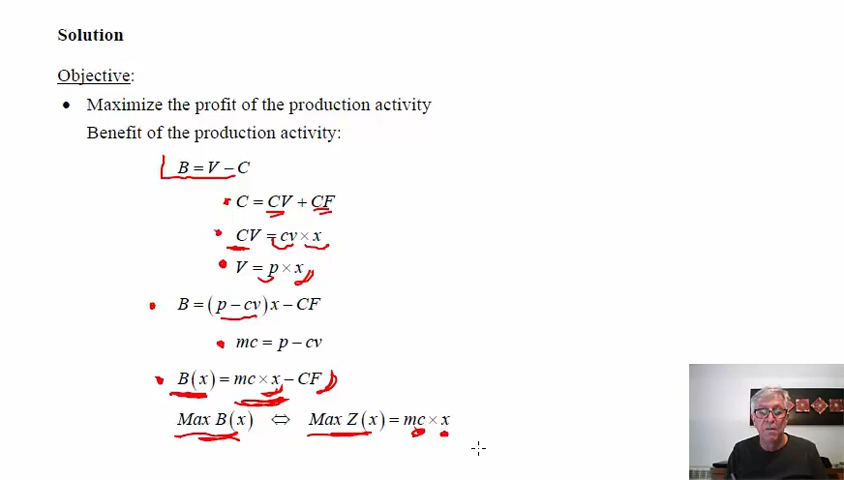 Solution
Objective:
• Maximize the profit of the production activity
Benefit of the production activity:
B = V − C
C = CV + CF
CV = cv × x
V = p × x
B = (p − cv)x − CF
mc = p − cv
B(x) = mc × x − CF
Max B(x) ⇔ Max Z(x) = mc × x